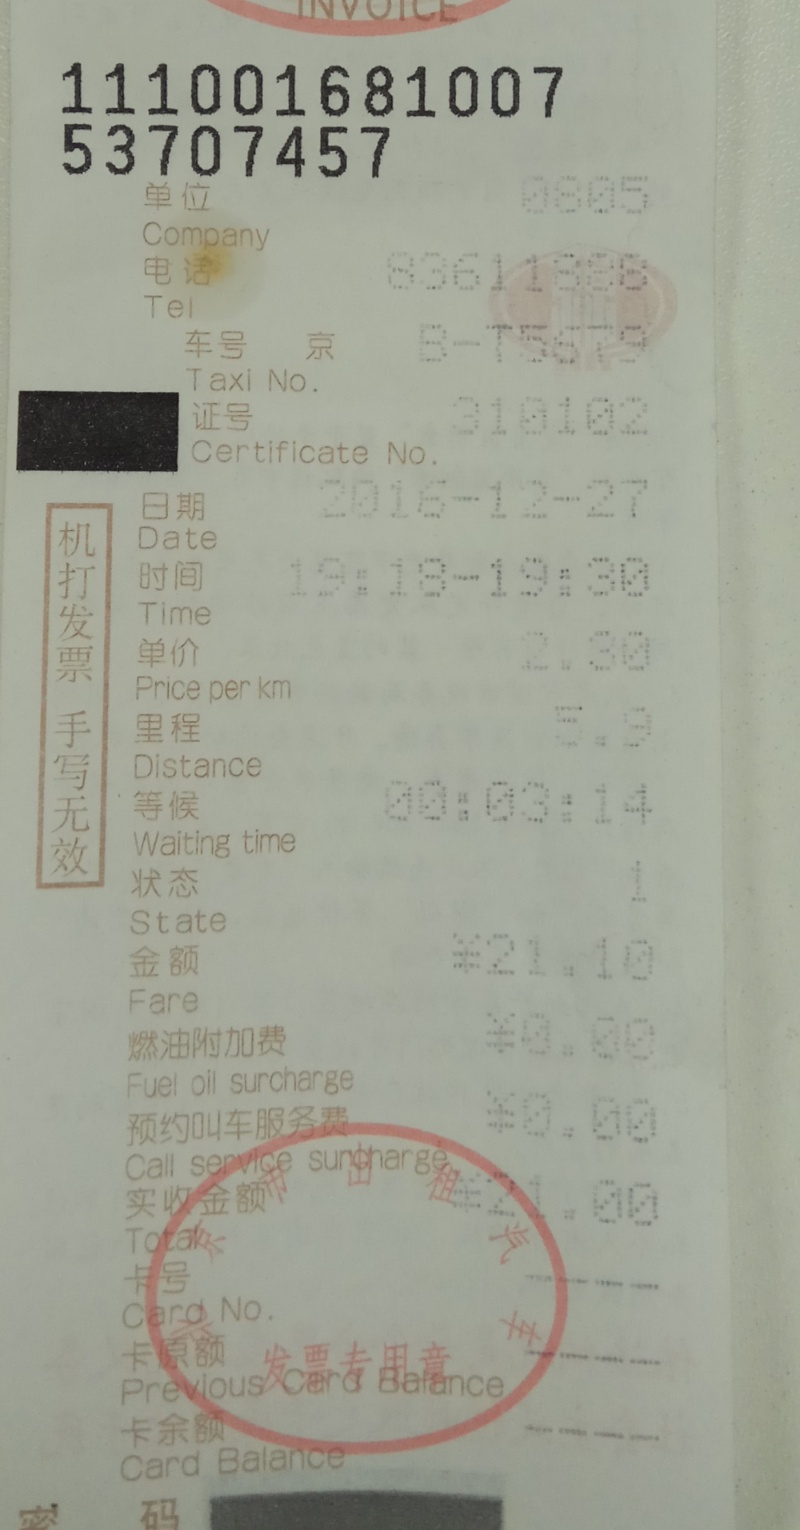 INVOICE
111001681007
53707457
单位 0805
Company
电话
Tel
车号 京 B-T5679
Taxi No.
证号 310102
Certificate No.
日期 2016-12-27
Date
时间 19:18-19:30
Time
单价 2.30
Price per km
里程 5.9
Distance
等候 00:03:14
Waiting time
状态 1
State
金额 ¥21.10
Fare
燃油附加费 ¥0.00
Fuel oil surcharge
预约叫车服务费 ¥0.00
Call service surcharge
实收金额 ¥21.00
Total
卡号 ----
Card No.
卡原额 ----
Previous Card Balance
卡余额 ----
Card Balance
密 码
机打发票 手写无效
出租汽车
发票专用章